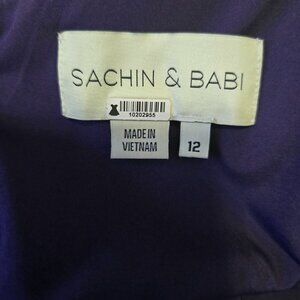 SACHIN & BABI
10202955
MADE IN
VIETNAM
12